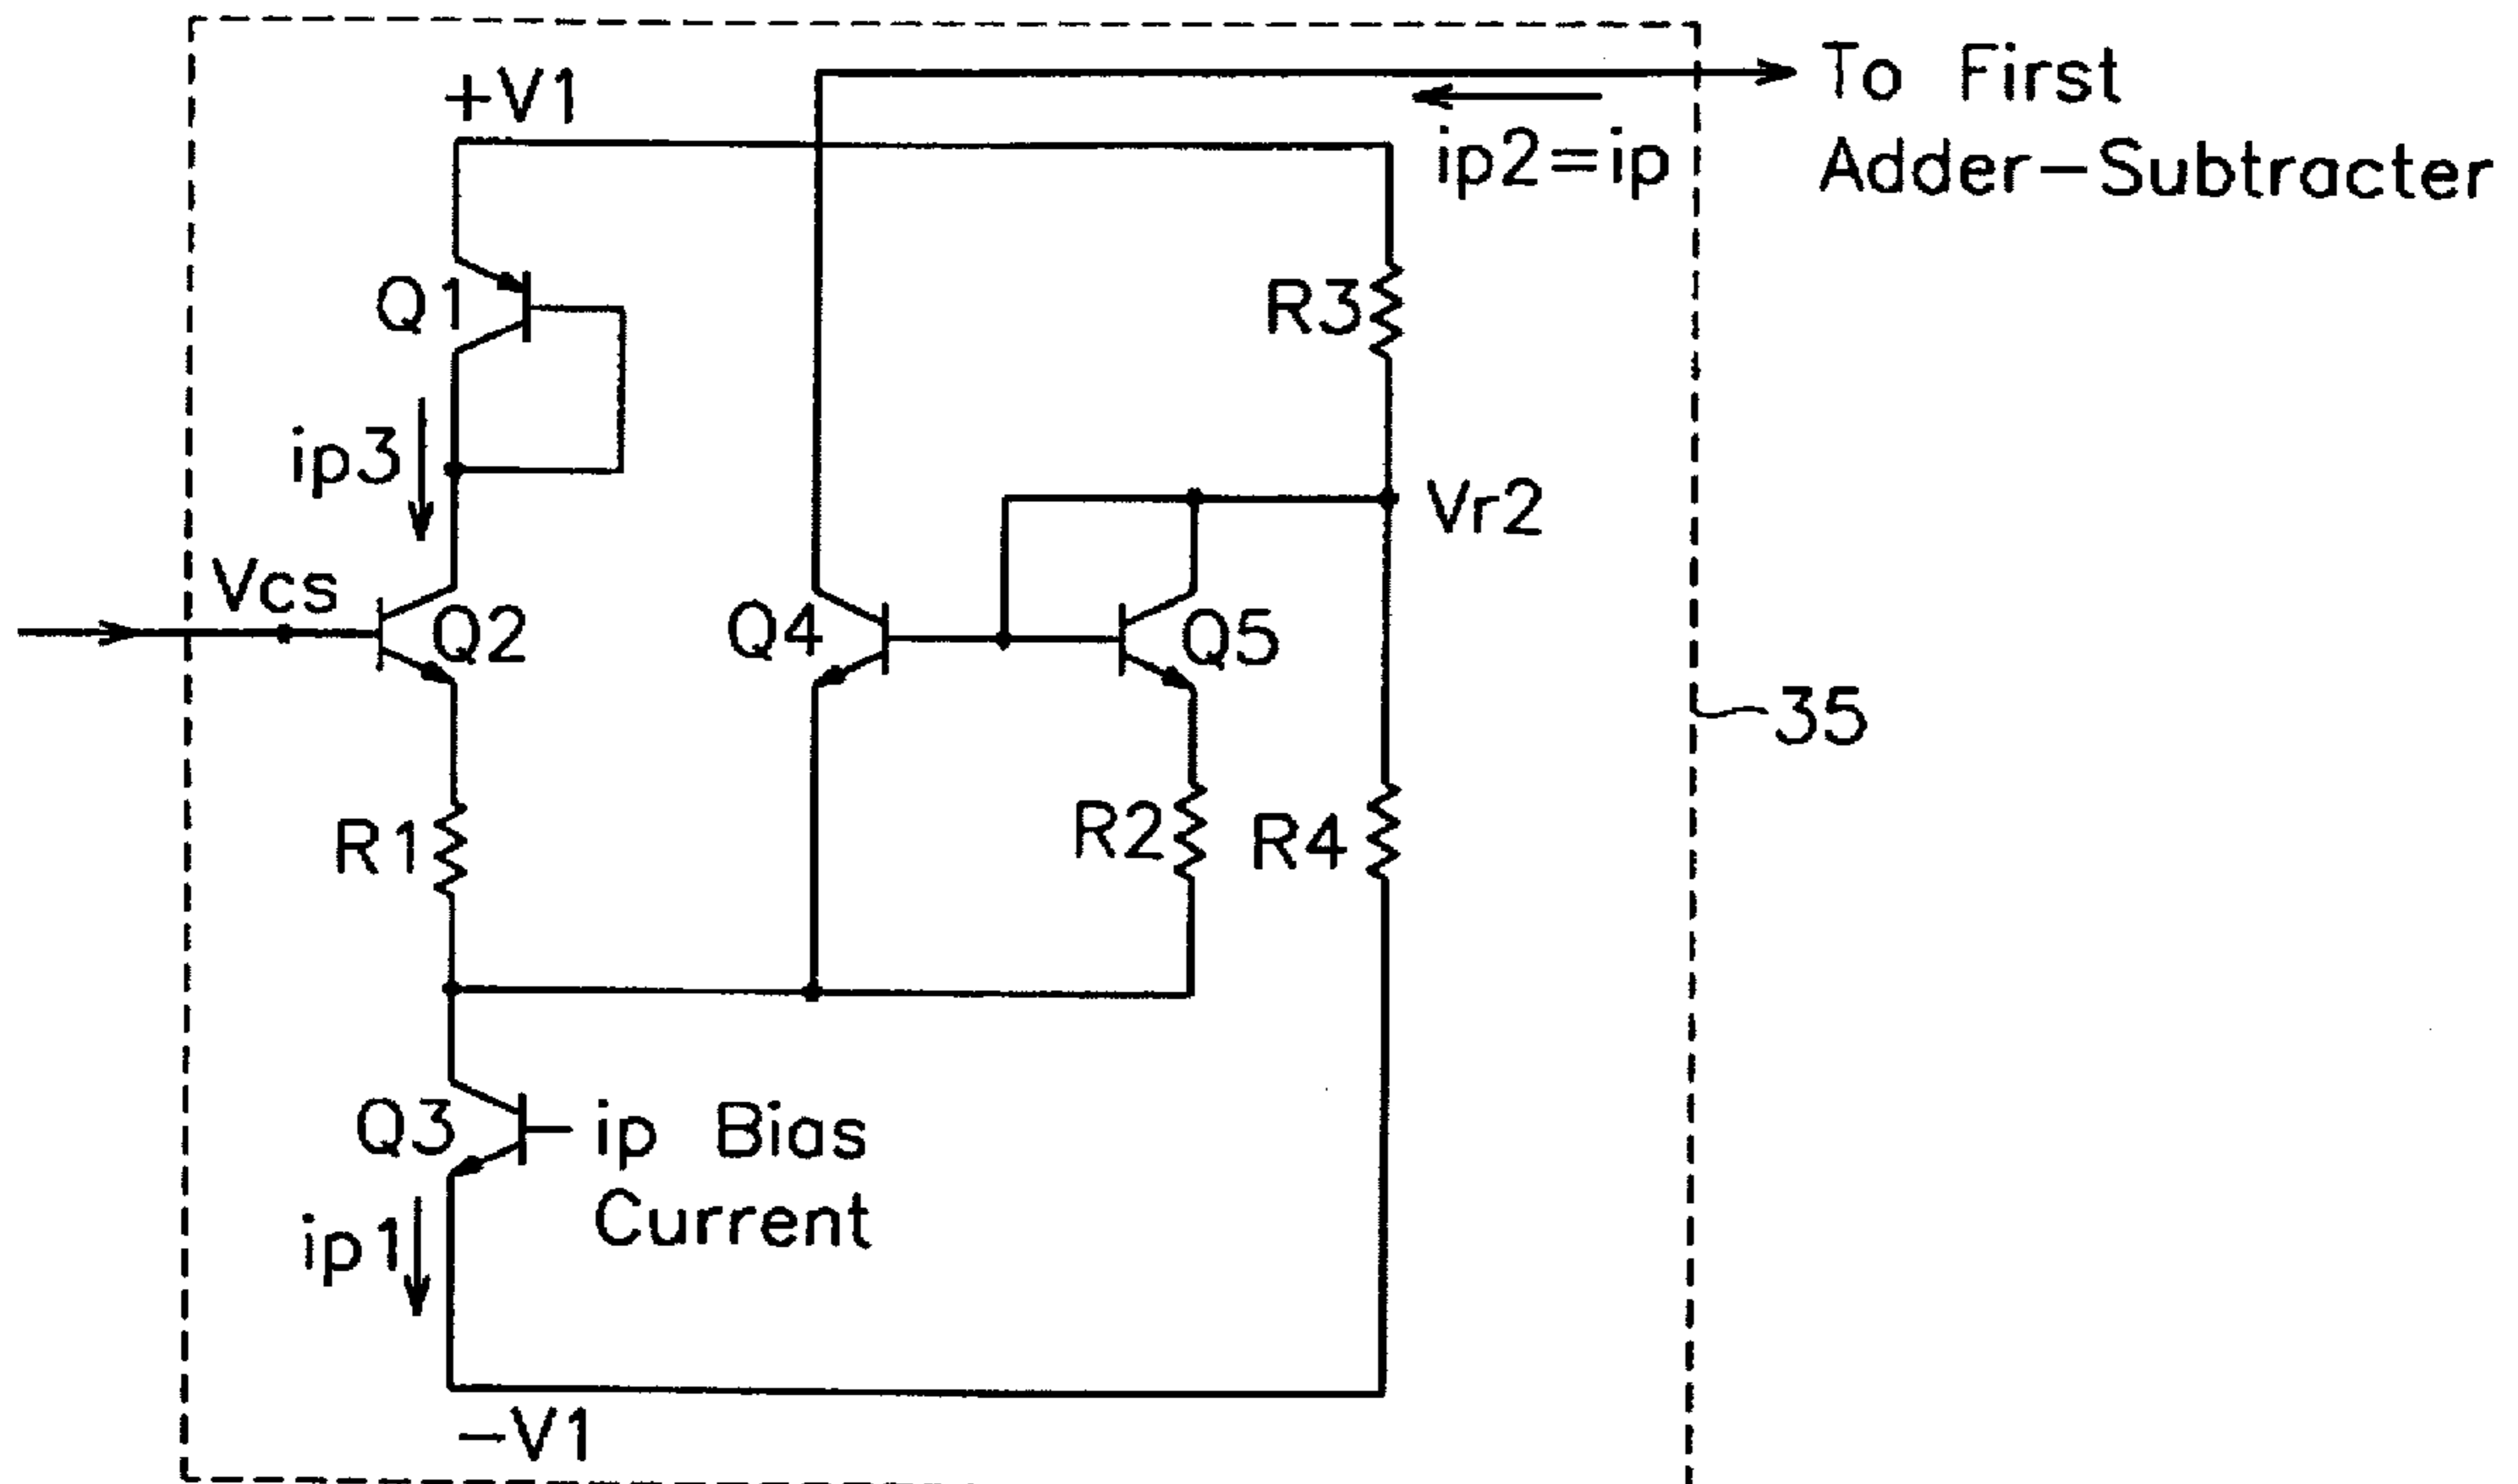 To First
Adder-Subtracter
+V1
ip2=ip
Q1
R3
ip3
Vr2
Vcs
Q2
Q4
Q5
35
R1
R2
R4
Q3
ip Bias
Current
ip1
-V1